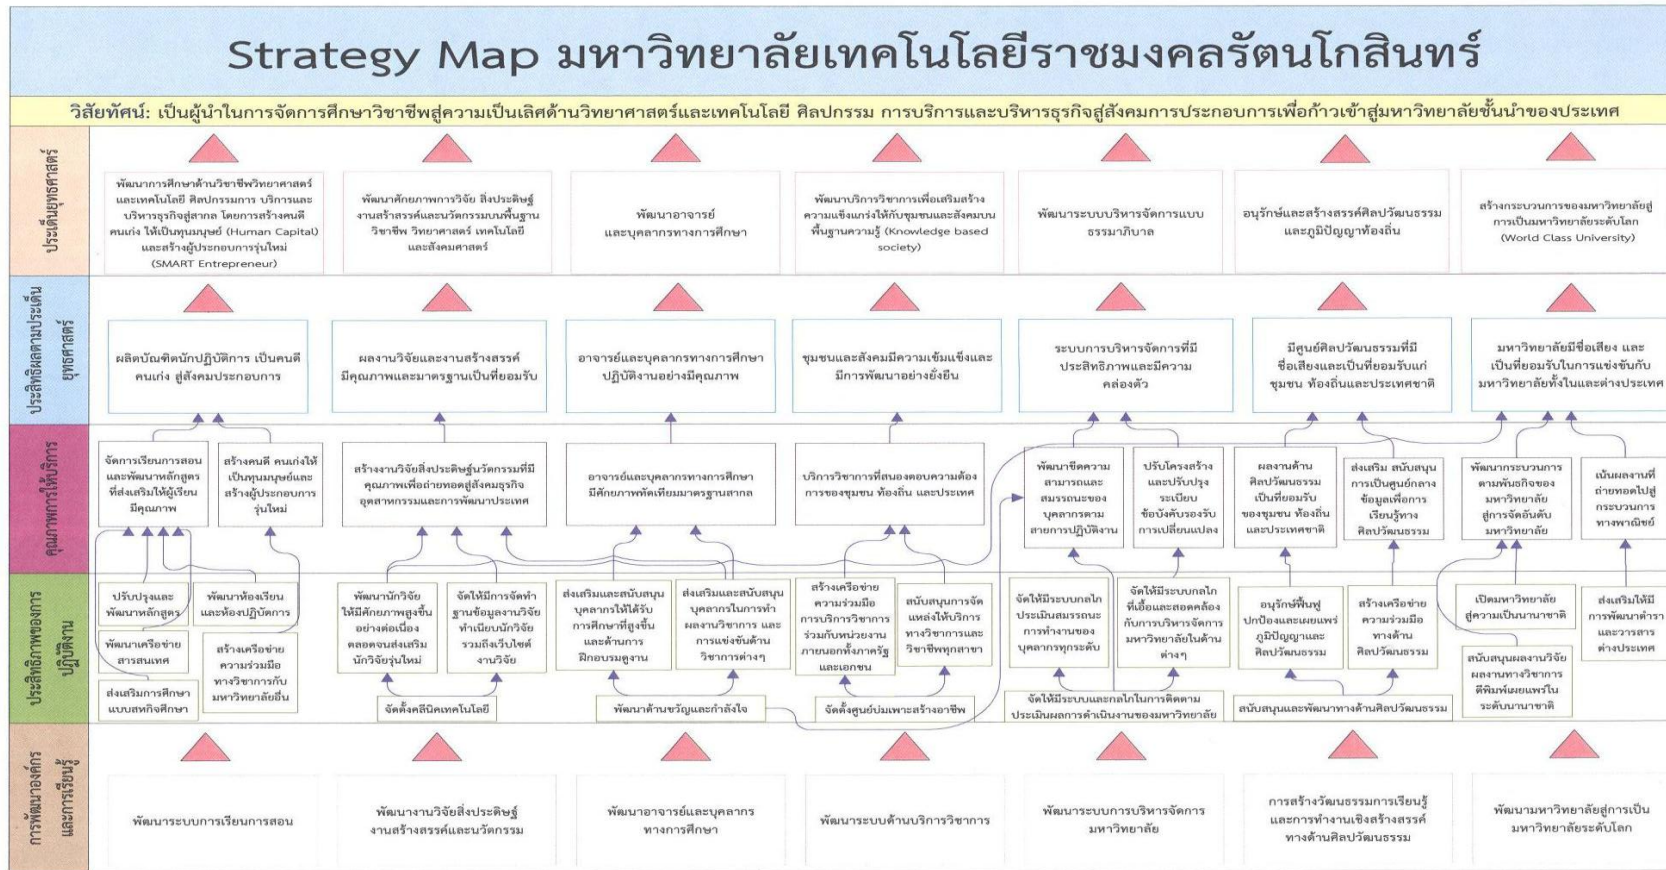 Strategy Map มหาวิทยาลัยเทคโนโลยีราชมงคลรัตนโกสินทร์
วิสัยทัศน์: เป็นผู้นำในการจัดการศึกษาวิชาชีพสู่ความเป็นเลิศด้านวิทยาศาสตร์และเทคโนโลยี ศิลปกรรม การบริการและบริหารธุรกิจสู่สังคมการประกอบการเพื่อก้าวเข้าสู่มหาวิทยาลัยชั้นนำของประเทศ
ประเด็นยุทธศาสตร์
พัฒนาการศึกษาด้านวิชาชีพวิทยาศาสตร์
และเทคโนโลยี ศิลปกรรมการ บริการและ
บริหารธุรกิจสู่สากล โดยการสร้างคนดี
คนเก่ง ให้เป็นทุนมนุษย์ (Human Capital)
และสร้างผู้ประกอบการรุ่นใหม่
(SMART Entrepreneur)
พัฒนาศักยภาพการวิจัย สิ่งประดิษฐ์
งานสร้าสรรค์และนวัตกรรมบนพื้นฐาน
วิชาชีพ วิทยาศาสตร์ เทคโนโลยี
และสังคมศาสตร์
พัฒนาอาจารย์
และบุคลากรทางการศึกษา
พัฒนาบริการวิชาการเพื่อเสริมสร้าง
ความแข็งแกร่งให้กับชุมชนและสังคมบน
พื้นฐานความรู้ (Knowledge based
society)
พัฒนาระบบบริหารจัดการแบบ
ธรรมาภิบาล
อนุรักษ์และสร้างสรรค์ศิลปวัฒนธรรม
และภูมิปัญญาท้องถิ่น
สร้างกระบวนการของมหาวิทยาลัยสู่
การเป็นมหาวิทยาลัยระดับโลก
(World Class University)
ประสิทธิผลตามประเด็น
ยุทธศาสตร์
ผลิตบัณฑิตนักปฏิบัติการ เป็นคนดี
คนเก่ง สู่สังคมประกอบการ
ผลงานวิจัยและงานสร้างสรรค์
มีคุณภาพและมาตรฐานเป็นที่ยอมรับ
อาจารย์และบุคลากรทางการศึกษา
ปฏิบัติงานอย่างมีคุณภาพ
ชุมชนและสังคมมีความเข้มแข็งและ
มีการพัฒนาอย่างยั่งยืน
ระบบการบริหารจัดการที่มี
ประสิทธิภาพและมีความ
คล่องตัว
มีศูนย์ศิลปวัฒนธรรมที่มี
ชื่อเสียงและเป็นที่ยอมรับแก่
ชุมชน ท้องถิ่นและประเทศชาติ
มหาวิทยาลัยมีชื่อเสียง และ
เป็นที่ยอมรับในการแข่งขันกับ
มหาวิทยาลัยทั้งในและต่างประเทศ
คุณภาพการให้บริการ
จัดการเรียนการสอน
และพัฒนาหลักสูตร
ที่ส่งเสริมให้ผู้เรียน
มีคุณภาพ
สร้างคนดี คนเก่งให้
เป็นทุนมนุษย์และ
สร้างผู้ประกอบการ
รุ่นใหม่
สร้างงานวิจัยสิ่งประดิษฐ์นวัตกรรมที่มี
คุณภาพเพื่อถ่ายทอดสู่สังคมธุรกิจ
อุตสาหกรรมและการพัฒนาประเทศ
อาจารย์และบุคลากรทางการศึกษา
มีศักยภาพทัดเทียมมาตรฐานสากล
บริการวิชาการที่สนองตอบความต้อง
การของชุมชน ท้องถิ่น และประเทศ
พัฒนาขีดความ
สามารถและ
สมรรถนะของ
บุคลากรตาม
สายการปฏิบัติงาน
ปรับโครงสร้าง
และปรับปรุง
ระเบียบ
ข้อบังคับรองรับ
การเปลี่ยนแปลง
ผลงานด้าน
ศิลปวัฒนธรรม
เป็นที่ยอมรับ
ของชุมชน ท้องถิ่น
และประเทศชาติ
ส่งเสริม สนับสนุน
การเป็นศูนย์กลาง
ข้อมูลเพื่อการ
เรียนรู้ทาง
ศิลปวัฒนธรรม
พัฒนากระบวนการ
ตามพันธกิจของ
มหาวิทยาลัย
สู่การจัดอันดับ
มหาวิทยาลัย
เน้นผลงานที่
ถ่ายทอดไปสู่
กระบวนการ
ทางพาณิชย์
ประสิทธิภาพของการ
ปฏิบัติงาน
ปรับปรุงและ
พัฒนาหลักสูตร
พัฒนาห้องเรียน
และห้องปฏิบัติการ
พัฒนาเครือข่าย
สารสนเทศ
สร้างเครือข่าย
ความร่วมมือ
ทางวิชาการกับ
มหาวิทยาลัยอื่น
ส่งเสริมการศึกษา
แบบสหกิจศึกษา
พัฒนานักวิจัย
ให้มีศักยภาพสูงขึ้น
อย่างต่อเนื่อง
ตลอดจนส่งเสริม
นักวิจัยรุ่นใหม่
จัดให้มีการจัดทำ
ฐานข้อมูลงานวิจัย
ทำเนียบนักวิจัย
รวมถึงเว็บไซต์
งานวิจัย
จัดตั้งคลีนิคเทคโนโลยี
ส่งเสริมและสนับสนุน
บุคลากรให้ได้รับ
การศึกษาที่สูงขึ้น
และด้านการ
ฝึกอบรมดูงาน
ส่งเสริมและสนับสนุน
บุคลากรในการทำ
ผลงานวิชาการ และ
การแข่งขันด้าน
วิชาการต่างๆ
พัฒนาด้านขวัญและกำลังใจ
สร้างเครือข่าย
ความร่วมมือ
การบริการวิชาการ
ร่วมกับหน่วยงาน
ภายนอกทั้งภาครัฐ
และเอกชน
สนับสนุนการจัด
แหล่งให้บริการ
ทางวิชาการและ
วิชาชีพทุกสาขา
จัดตั้งศูนย์บ่มเพาะสร้างอาชีพ
จัดให้มีระบบกลไก
ประเมินสมรรถนะ
การทำงานของ
บุคลากรทุกระดับ
จัดให้มีระบบกลไก
ที่เอื้อและสอดคล้อง
กับการบริหารจัดการ
มหาวิทยาลัยในด้าน
ต่างๆ
จัดให้มีระบบและกลไกในการติดตาม
ประเมินผลการดำเนินงานของมหาวิทยาลัย
อนุรักษ์ฟื้นฟู
ปกป้องและเผยแพร่
ภูมิปัญญาและ
ศิลปวัฒนธรรม
สร้างเครือข่าย
ความร่วมมือ
ทางด้าน
ศิลปวัฒนธรรม
สนับสนุนและพัฒนาทางด้านศิลปวัฒนธรรม
เปิดมหาวิทยาลัย
สู่ความเป็นนานาชาติ
สนับสนุนผลงานวิจัย
ผลงานทางวิชาการ
ตีพิมพ์เผยแพร่ใน
ระดับนานาชาติ
ส่งเสริมให้มี
การพัฒนาตำรา
และวารสาร
ต่างประเทศ
การพัฒนาองค์กร
และการเรียนรู้
พัฒนาระบบการเรียนการสอน
พัฒนางานวิจัยสิ่งประดิษฐ์
งานสร้างสรรค์และนวัตกรรม
พัฒนาอาจารย์และบุคลากร
ทางการศึกษา
พัฒนาระบบด้านบริการวิชาการ
พัฒนาระบบการบริหารจัดการ
มหาวิทยาลัย
การสร้างวัฒนธรรมการเรียนรู้
และการทำงานเชิงสร้างสรรค์
ทางด้านศิลปวัฒนธรรม
พัฒนามหาวิทยาลัยสู่การเป็น
มหาวิทยาลัยระดับโลก